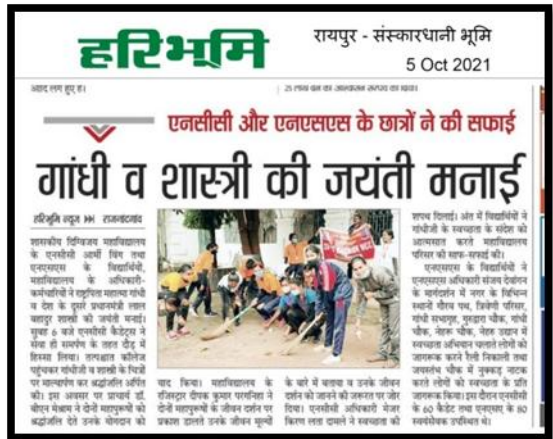 हरिभूमि
रायपुर - संस्कारधानी भूमि
5 Oct 2021
एनसीसी और एनएसएस के छात्रों ने की सफाई
गांधी व शास्त्री की जयंती मनाई
हरिभूमि न्यूज ▶▶ राजनांदगांव
शासकीय दिग्विजय महाविद्यालय
के एनसीसी आर्मी विंग तथा
एनएसएस के विद्यार्थियों,
महाविद्यालय के अधिकारी-
कर्मचारियों ने राष्ट्रपिता महात्मा गांधी
व देश के दूसरे प्रधानमंत्री लाल
बहादुर शास्त्री की जयंती मनाई।
सुबह 6 बजे एनसीसी कैडेट्स ने
सेवा ही समर्पण के तहत दौड़ में
हिस्सा लिया। तत्पश्चात कॉलेज
पहुंचकर गांधीजी व शास्त्री के चित्रों
पर माल्यार्पण कर श्रद्धांजलि अर्पित
की। इस अवसर पर प्राचार्य डॉ.
बीएन मेश्राम ने दोनों महापुरुषों को
श्रद्धांजलि देते उनके योगदान को
याद किया। महाविद्यालय के
रजिस्ट्रार दीपक कुमार परगनिहा ने
दोनों महापुरुषों के जीवन दर्शन पर
प्रकाश डालते उनके जीवन मूल्यों
के बारे में बताया व उनके जीवन
दर्शन को जानने की जरूरत पर जोर
दिया। एनसीसी अधिकारी मेजर
किरण लता दामले ने स्वच्छता की
शपथ दिलाई। अंत में विद्यार्थियों ने
गांधीजी के स्वच्छता के संदेश को
आत्मसात करते महाविद्यालय
परिसर की साफ-सफाई की।
एनएसएस के विद्यार्थियों ने
एनएसएस अधिकारी संजय देवांगन
के मार्गदर्शन में नगर के विभिन्न
स्थानों गौरव पथ, त्रिवेणी परिसर,
गांधी सभागृह, गुरुद्वारा चौक, गांधी
चौक, नेहरू चौक, नेहरू उद्यान में
स्वच्छता अभियान चलाते लोगों को
जागरूक करने रैली निकाली तथा
जयस्तंभ चौक में नुक्कड़ नाटक
करते लोगों को स्वच्छता के प्रति
जागरूक किया। इस दौरान एनसीसी
के 60 कैडेट तथा एनएसए के 80
स्वयंसेवक उपस्थित थे।